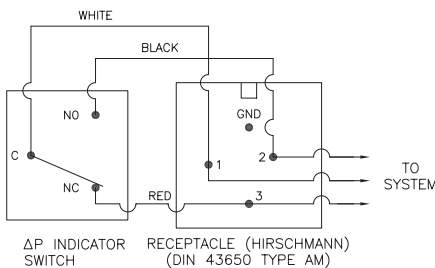 WHITE
BLACK
NO
GND
C
1
2
TO
SYSTEM
NC
RED
3
ΔP INDICATOR
SWITCH
RECEPTACLE (HIRSCHMANN)
(DIN 43650 TYPE AM)